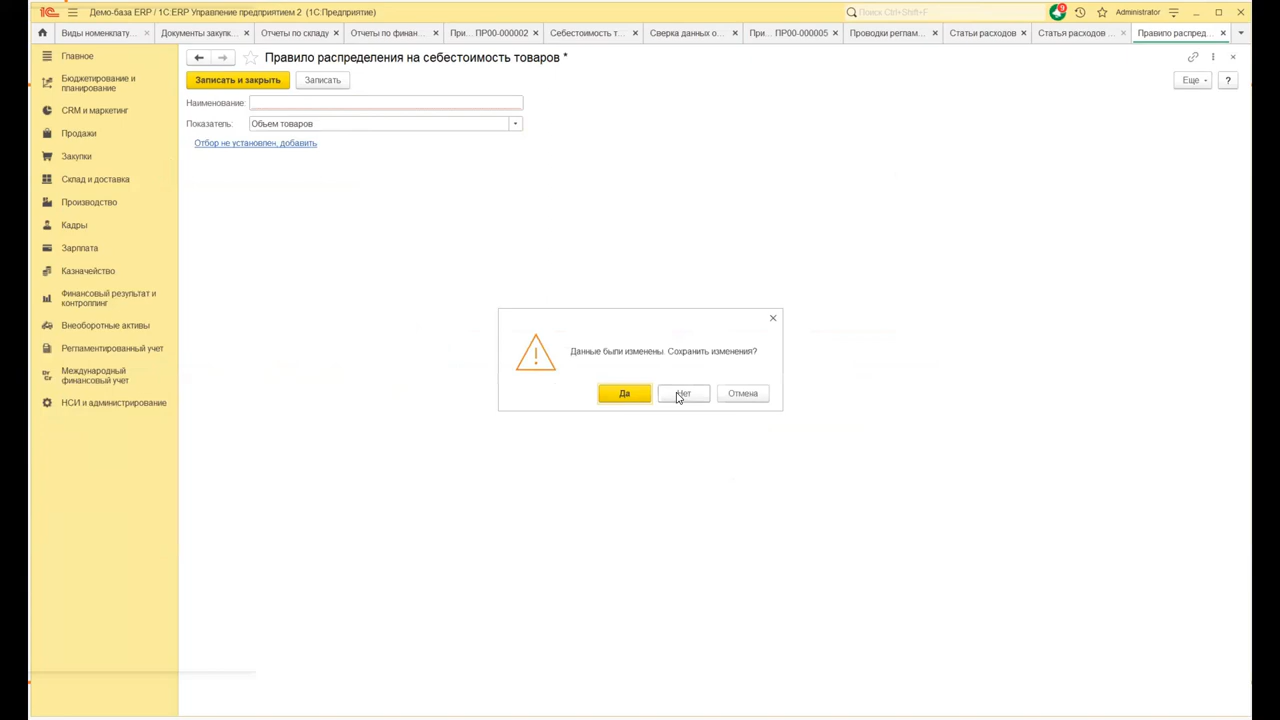 Демо-база ERP / 1С:ERP Управление предприятием 2 (1С:Предприятие)
Поиск Ctrl+Shift+F
9
Administrator
Виды номенклату...
Документы закупк...
Отчеты по складу
Отчеты по финан...
При... ПР00-000002
Себестоимость т...
Сверка данных о...
При... ПР00-000005
Проводки реглам...
Статьи расходов
Статья расходов ...
Правило распред...
Главное
Бюджетирование и
планирование
CRM и маркетинг
Продажи
Закупки
Склад и доставка
Производство
Кадры
Зарплата
Казначейство
Финансовый результат и
контроллинг
Внеоборотные активы
Регламентированный учет
Международный
финансовый учет
НСИ и администрирование
Правило распределения на себестоимость товаров *
Записать и закрыть
Записать
Еще
?
Наименование:
Показатель:
Объем товаров
Отбор не установлен, добавить
Данные были изменены. Сохранить изменения?
Да
Нет
Отмена